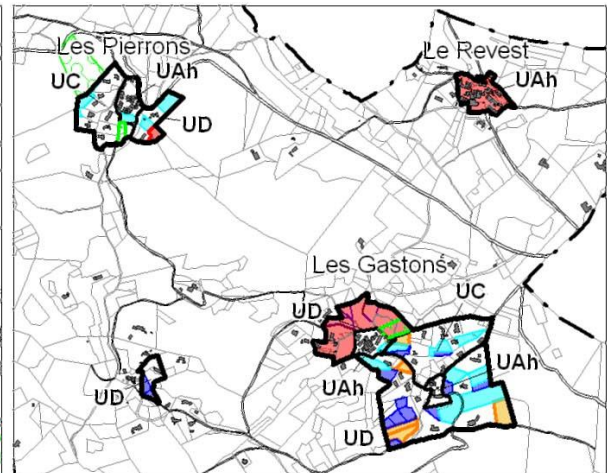 Les Pierrons
UC
UAh
UD
Le Revest
UAh
Les Gastons
UC
UD
UAh
UAh
UD
UD